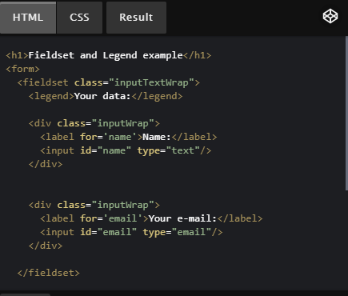 HTML CSS Result
<h1>Fieldset and Legend example</h1>
<form>
<fieldset class="inputTextWrap">
<legend>Your data:</legend>
<div class="inputWrap">
<label for='name'>Name:</label>
<input id="name" type="text"/>
</div>
<div class="inputWrap">
<label for='email'>Your e-mail:</label>
<input id="email" type="email"/>
</div>
</fieldset>